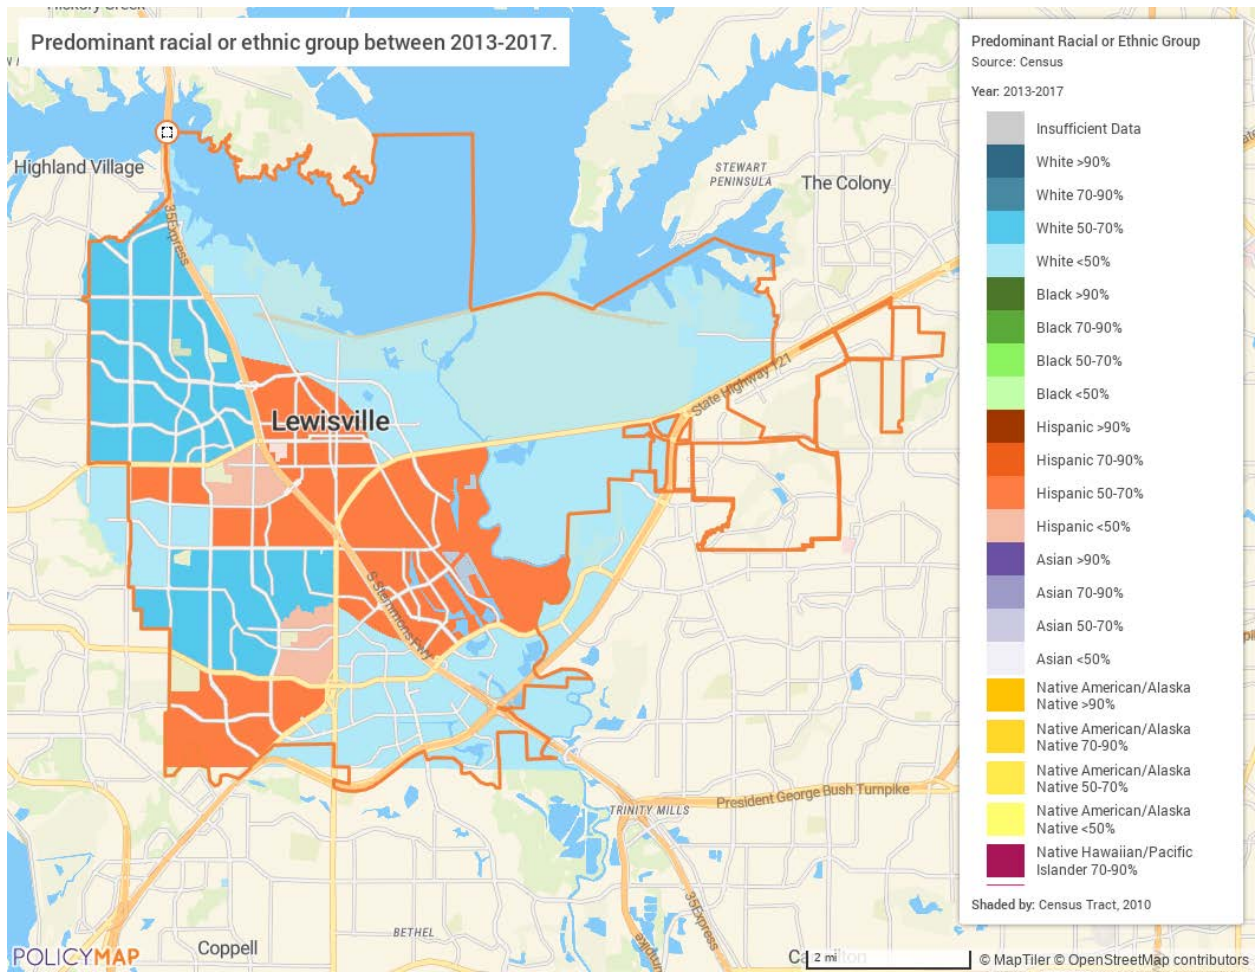 Hickory Creek
Predominant racial or ethnic group between 2013-2017.
Highland Village
35Express
STEWART
PENINSULA
The Colony
State Highway 121
Lewisville
S Stemmons Fwy
President George Bush Turnpike
TRINITY MILLS
35Express
BETHEL
Coppell
POLICYMAP
2 mi
© MapTiler © OpenStreetMap contributors
Predominant Racial or Ethnic Group
Source: Census
Year: 2013-2017
Insufficient Data
White >90%
White 70-90%
White 50-70%
White <50%
Black >90%
Black 70-90%
Black 50-70%
Black <50%
Hispanic >90%
Hispanic 70-90%
Hispanic 50-70%
Hispanic <50%
Asian >90%
Asian 70-90%
Asian 50-70%
Asian <50%
Native American/Alaska
Native >90%
Native American/Alaska
Native 70-90%
Native American/Alaska
Native 50-70%
Native American/Alaska
Native <50%
Native Hawaiian/Pacific
Islander 70-90%
Shaded by: Census Tract, 2010